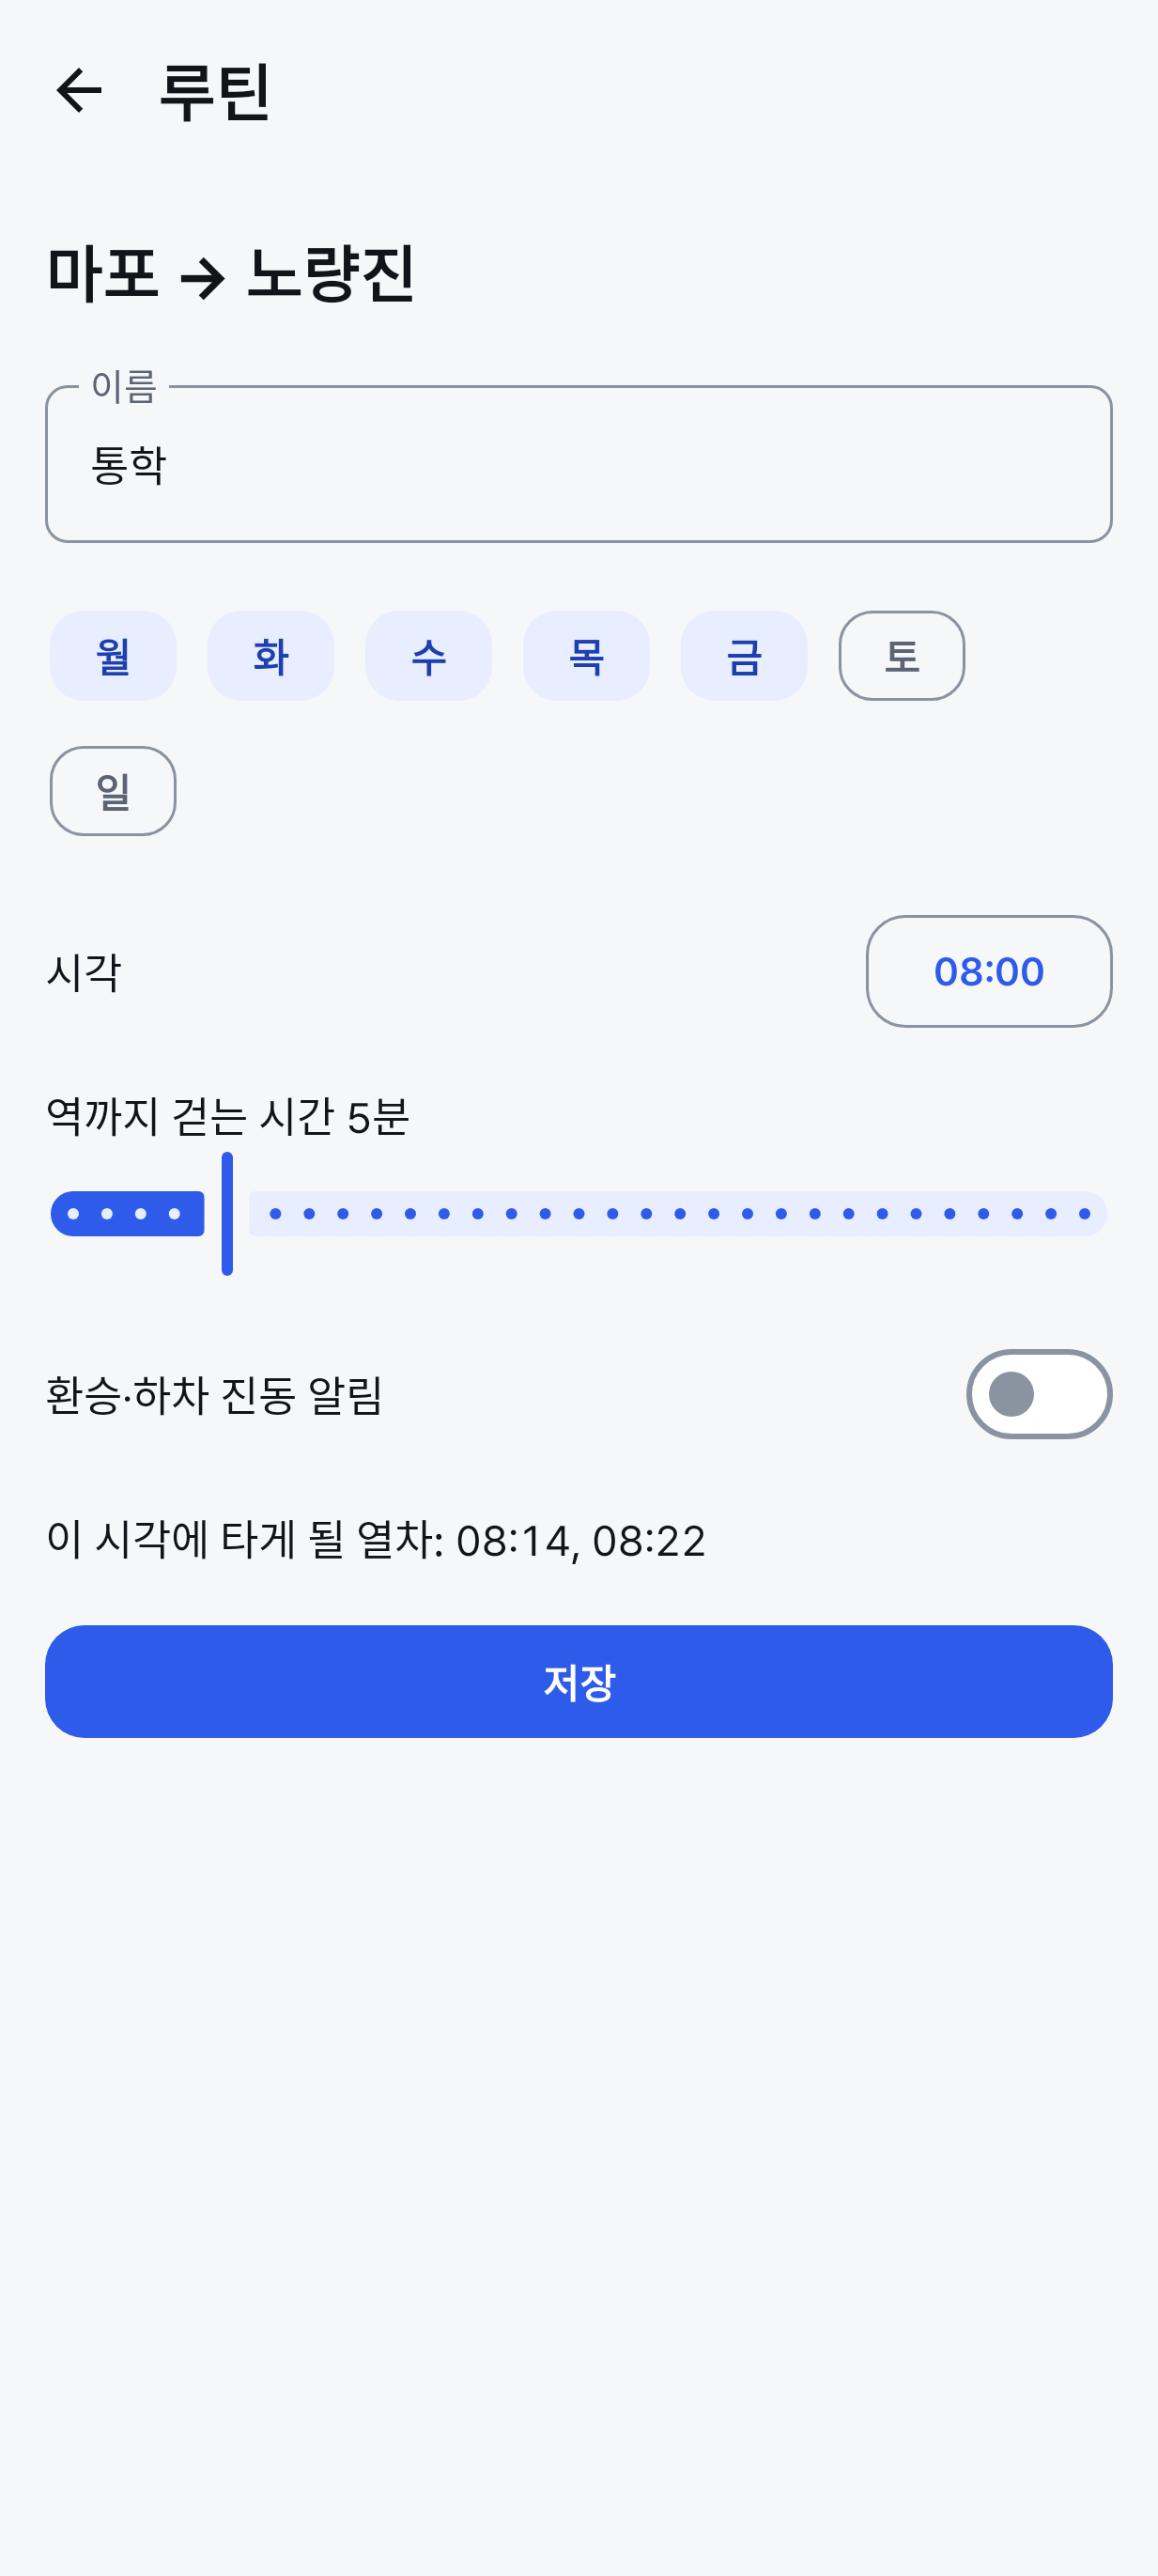 루틴
마포 → 노량진
이름
통학
월 화 수 목 금 토
일
시각 08:00
역까지 걷는 시간 5분
환승·하차 진동 알림
이 시각에 타게 될 열차: 08:14, 08:22
저장